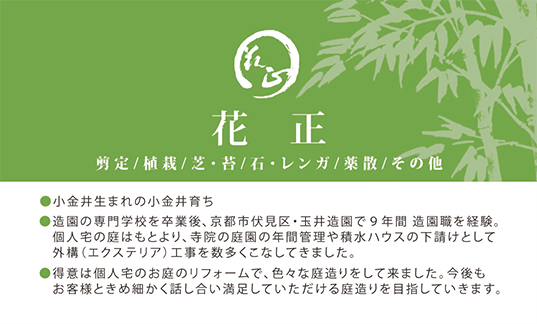 花正
花 正
剪定/植栽/芝・苔/石・レンガ/薬散/その他
●小金井生まれの小金井育ち
●造園の専門学校を卒業後、京都市伏見区・玉井造園で９年間 造園職を経験。
個人宅の庭はもとより、寺院の庭園の年間管理や積水ハウスの下請けとして
外構（エクステリア）工事を数多くこなしてきました。
●得意は個人宅のお庭のリフォームで、色々な庭造りをして来ました。今後も
お客様ときめ細かく話し合い満足していただける庭造りを目指していきます。